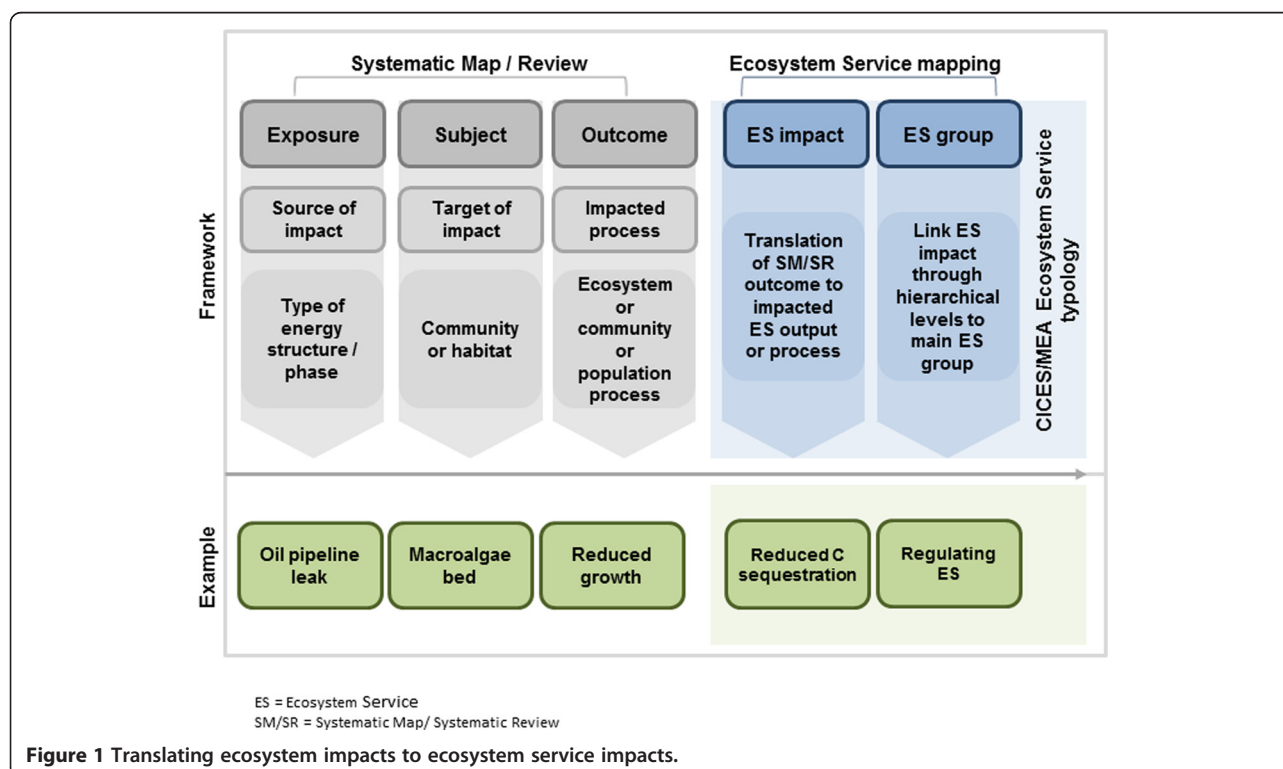 Systematic Map / Review
Ecosystem Service mapping
Exposure
Subject
Outcome
ES impact
ES group
Framework
Source of
impact
Target of
impact
Impacted
process
Type of
energy
structure /
phase
Community
or habitat
Ecosystem
or
community
or
population
process
Translation
of SM/SR
outcome to
impacted
ES output
or process
Link ES
impact
through
hierarchical
levels to
main ES
group
CICES/MEA Ecosystem Service
typology
Example
Oil pipeline
leak
Macroalgae
bed
Reduced
growth
Reduced C
sequestration
Regulating
ES
ES = Ecosystem Service
SM/SR = Systematic Map/ Systematic Review
Figure 1 Translating ecosystem impacts to ecosystem service impacts.